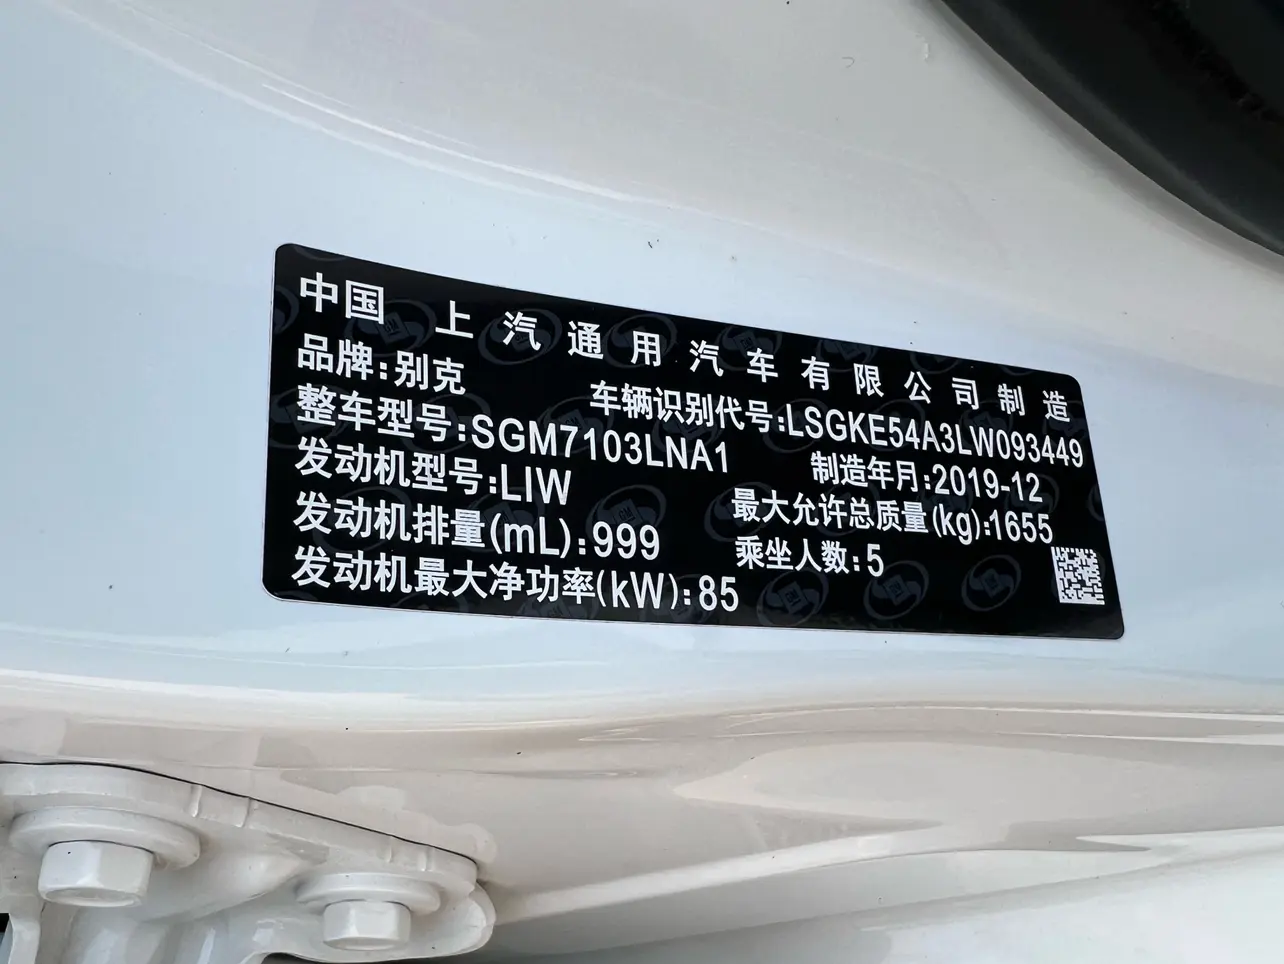 中国 上汽通用汽车有限公司制造
品牌:别克 车辆识别代号:LSGKE54A3LW093449
整车型号:SGM7103LNA1 制造年月:2019-12
发动机型号:LIW 最大允许总质量(kg):1655
发动机排量(mL):999 乘坐人数:5
发动机最大净功率(kW):85